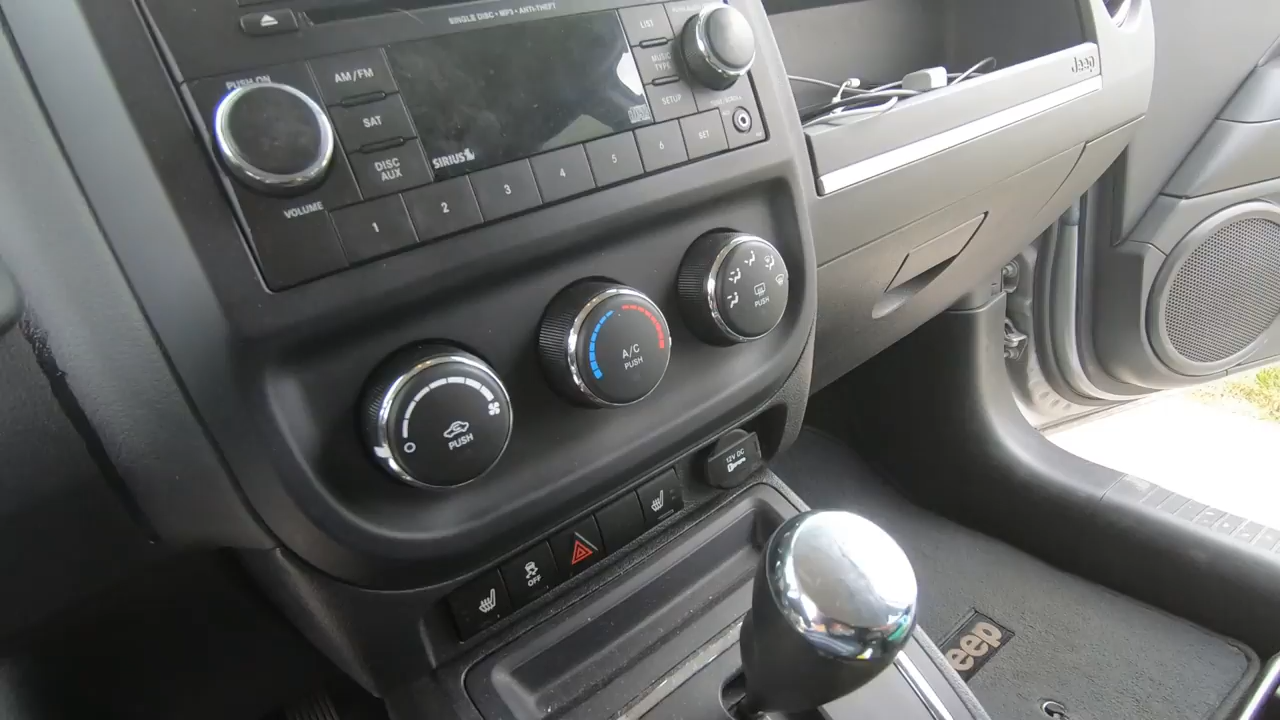 SINGLE DISC • MP3 • ANTI-THEFT
PUSH ON
VOLUME
AM/FM
SAT
DISC
AUX
LIST
MUSIC
TYPE
SETUP
SET
SIRIUS
1
2
3
4
5
6
Jeep
A/C
PUSH
PUSH
PUSH
12V DC
OFF
Jeep